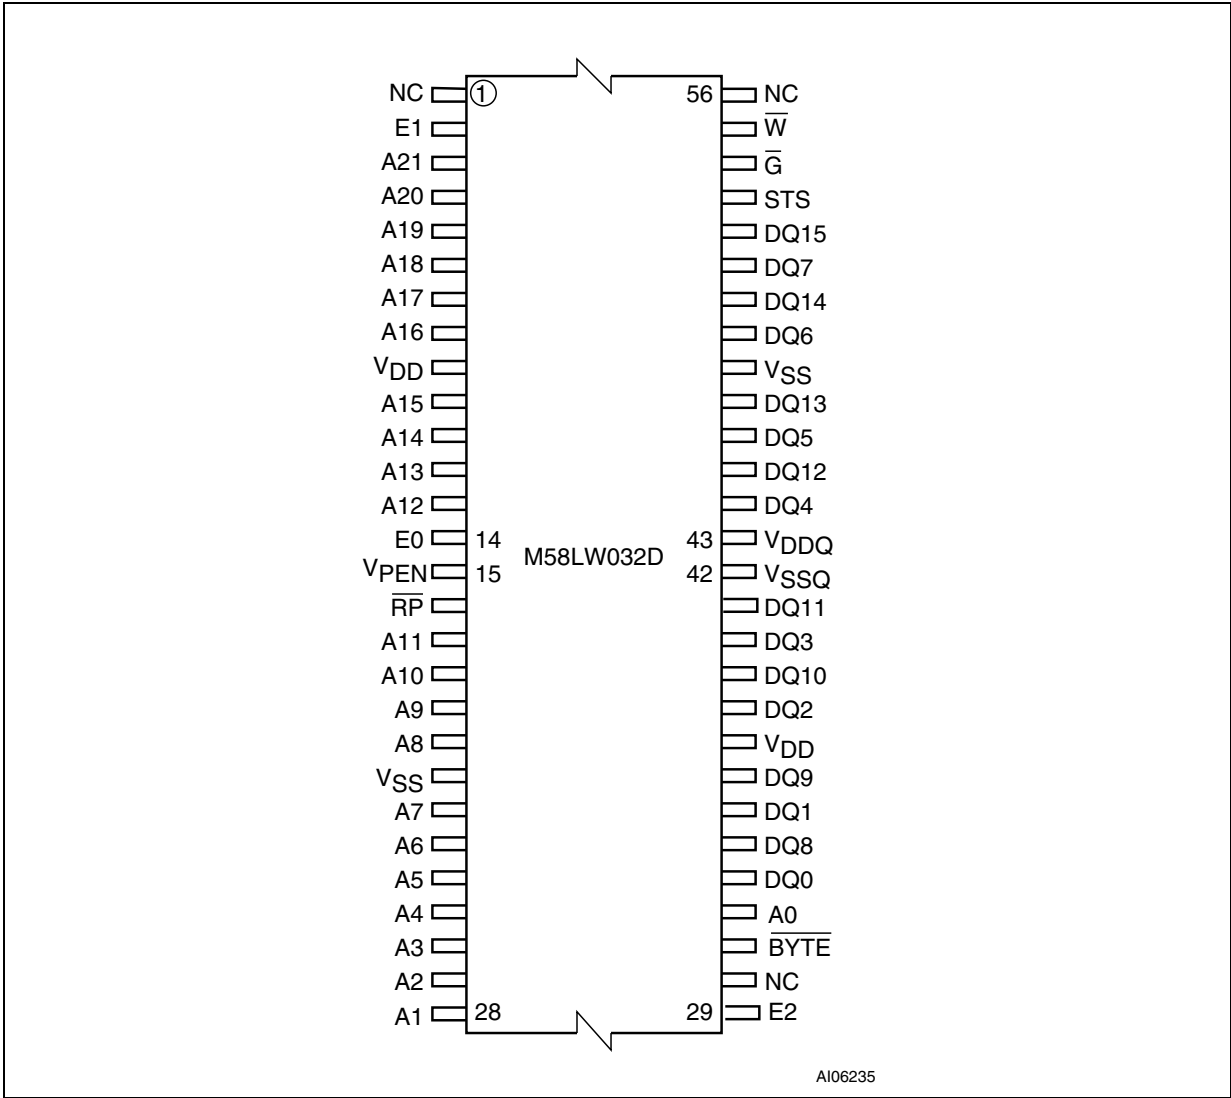 NC ① 56 NC
E1 W̅
A21 G̅
A20 STS
A19 DQ15
A18 DQ7
A17 DQ14
A16 DQ6
VDD VSS
A15 DQ13
A14 DQ5
A13 DQ12
A12 DQ4
E0 14 43 VDDQ
M58LW032D
VPEN 15 42 VSSQ
R̅P̅ DQ11
A11 DQ3
A10 DQ10
A9 DQ2
A8 VDD
VSS DQ9
A7 DQ1
A6 DQ8
A5 DQ0
A4 A0
A3 B̅Y̅T̅E̅
A2 NC
A1 28 29 E2
AI06235